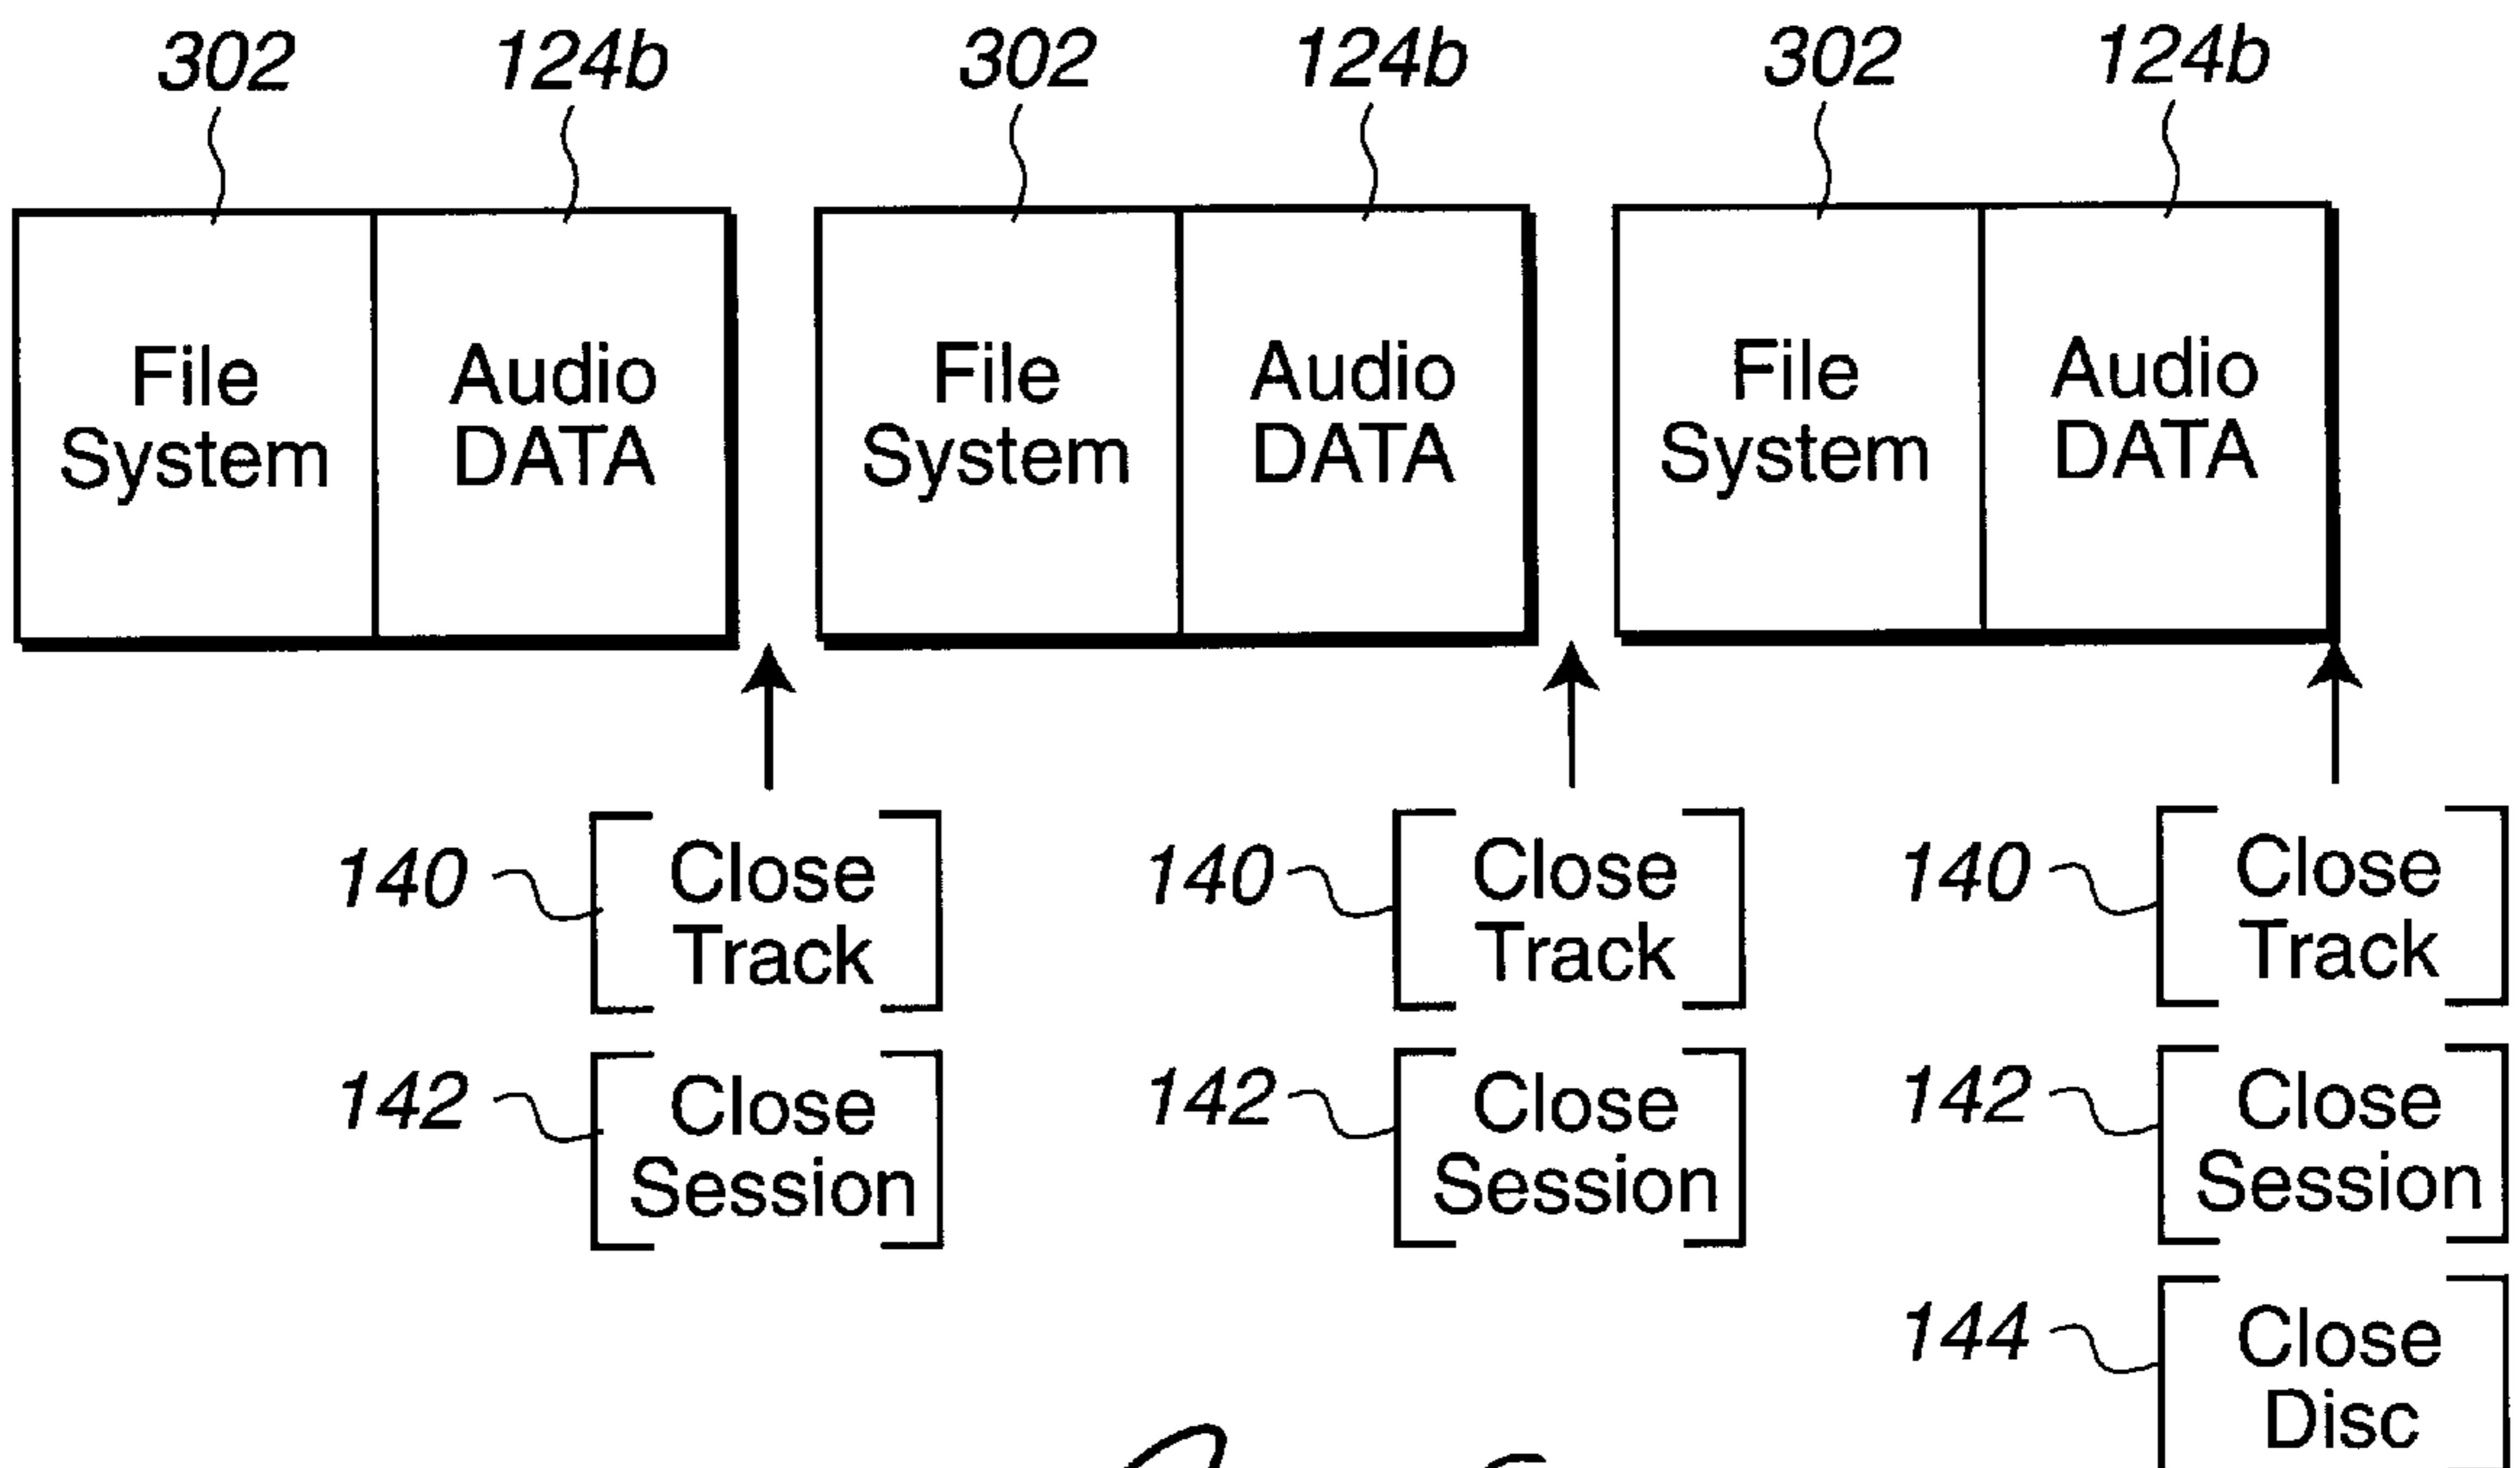 302 124b 302 124b 302 124b
File Audio File Audio File Audio
System DATA System DATA System DATA
140 Close 140 Close 140 Close
Track Track Track
142 Close 142 Close 142 Close
Session Session Session
144 Close
Disc